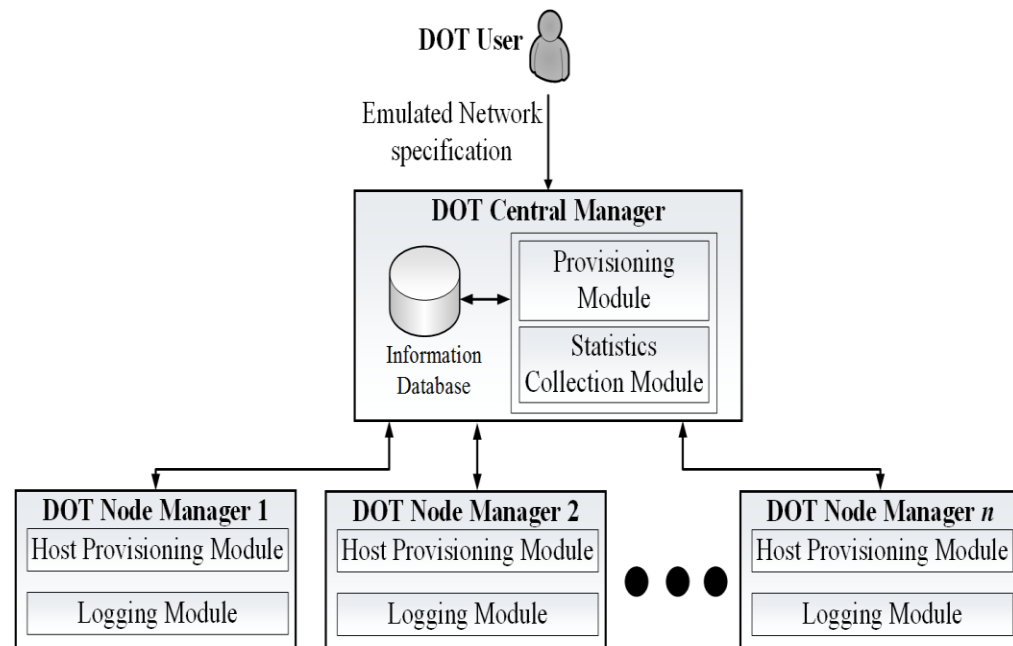 DOT User
Emulated Network
specification
DOT Central Manager
Provisioning
Module
Information
Database
Statistics
Collection Module
DOT Node Manager 1
Host Provisioning Module
Logging Module
DOT Node Manager 2
Host Provisioning Module
Logging Module
DOT Node Manager n
Host Provisioning Module
Logging Module